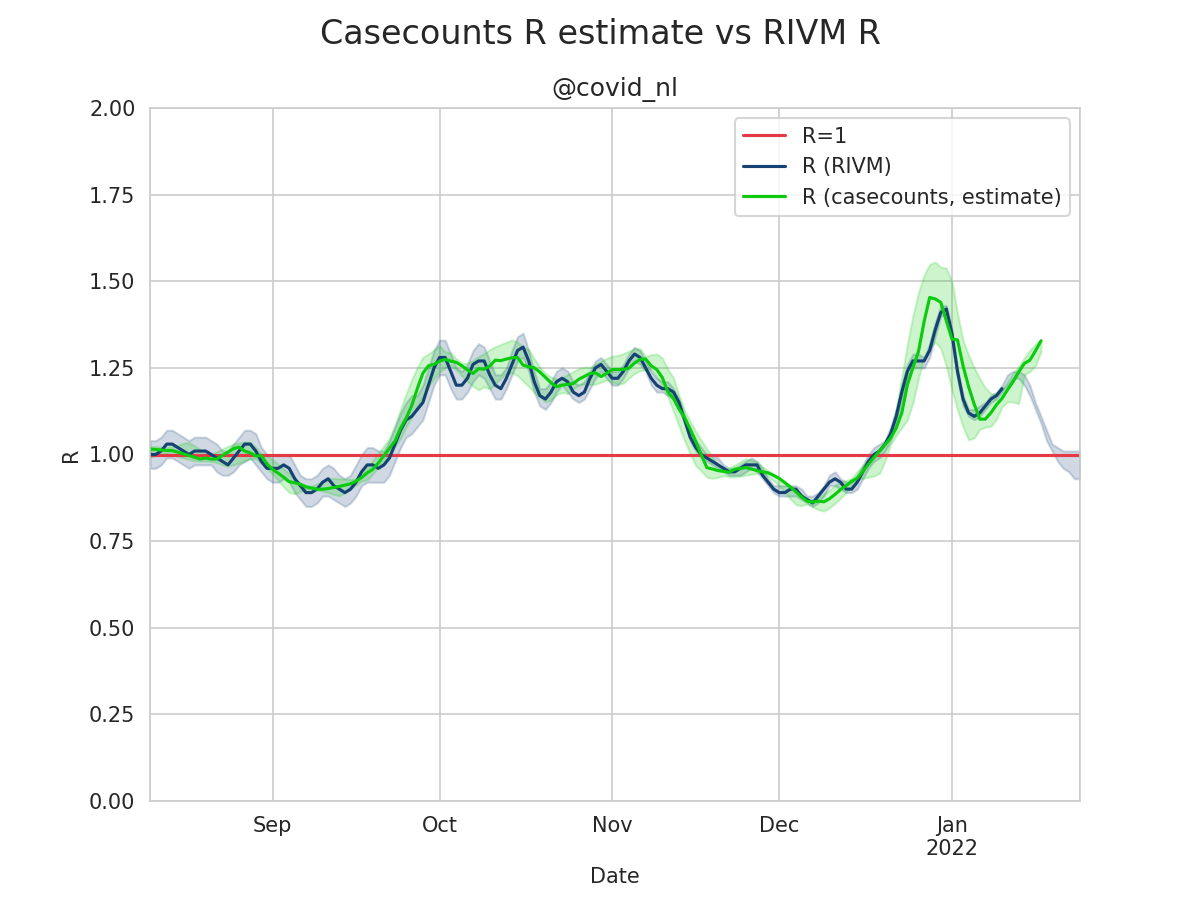 Casecounts R estimate vs RIVM R
@covid_nl
2.00
1.75
1.50
1.25
1.00
0.75
0.50
0.25
0.00
R
R=1
R (RIVM)
R (casecounts, estimate)
Sep
Oct
Nov
Dec
Jan
2022
Date